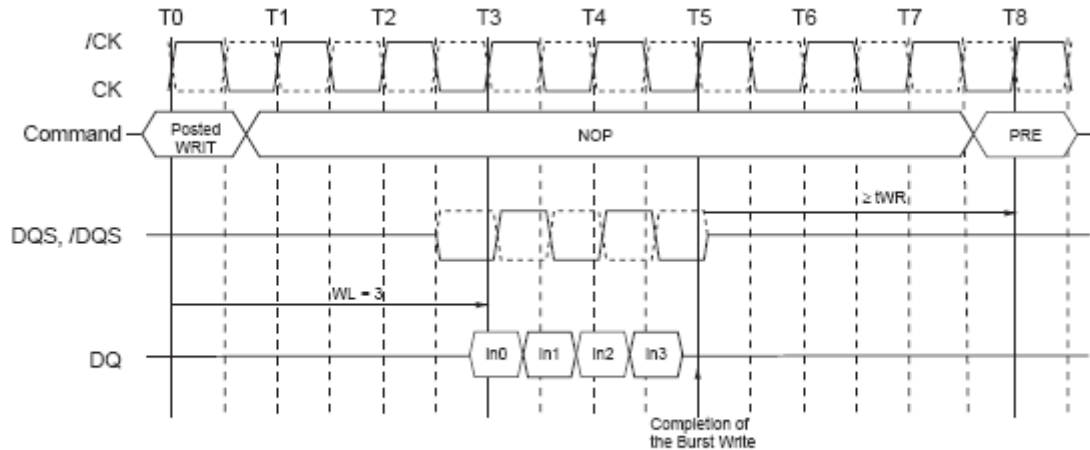 T0 T1 T2 T3 T4 T5 T6 T7 T8
/CK
CK
Command
Posted
WRIT
NOP
PRE
≥ tWR
DQS, /DQS
WL = 3
DQ
In0 In1 In2 In3
Completion of
the Burst Write